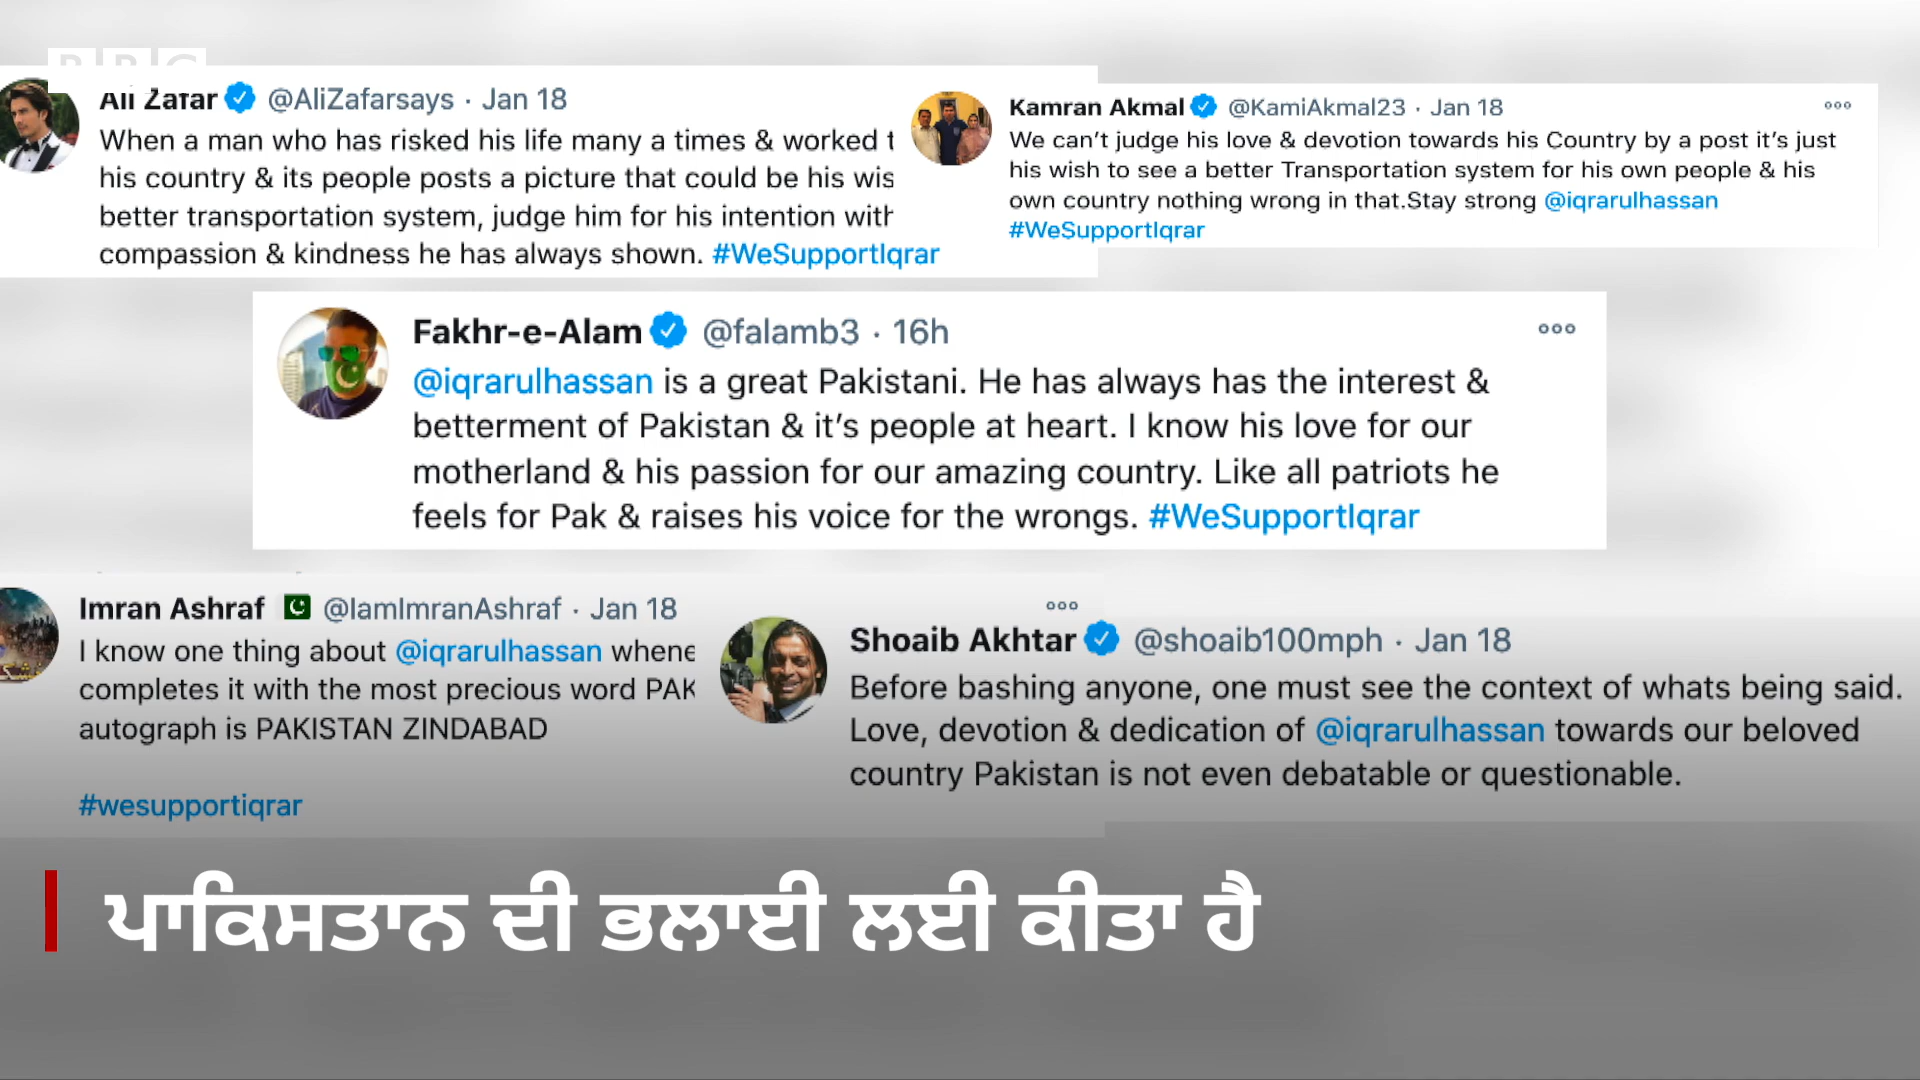 BBC
Ali Zafar @AliZafarsays · Jan 18
When a man who has risked his life many a times & worked
his country & its people posts a picture that could be his
better transportation system, judge him for his intention with
compassion & kindness he has always shown. #WeSupportIqrar
Kamran Akmal @KamiAkmal23 · Jan 18
We can't judge his love & devotion towards his Country by a post it's just
his wish to see a better Transportation system for his own people & his
own country nothing wrong in that.Stay strong @iqrarulhassan
#WeSupportIqrar
Fakhr-e-Alam @falamb3 · 16h
@iqrarulhassan is a great Pakistani. He has always has the interest &
betterment of Pakistan & it's people at heart. I know his love for our
motherland & his passion for our amazing country. Like all patriots he
feels for Pak & raises his voice for the wrongs. #WeSupportIqrar
Imran Ashraf @IamImranAshraf · Jan 18
I know one thing about @iqrarulhassan
completes it with the most precious word
autograph is PAKISTAN ZINDABAD
#wesupportiqrar
Shoaib Akhtar @shoaib100mph · Jan 18
Before bashing anyone, one must see the context of whats being said.
Love, devotion & dedication of @iqrarulhassan towards our beloved
country Pakistan is not even debatable or questionable.
ਪਾਕਿਸਤਾਨ ਦੀ ਭਲਾਈ ਲਈ ਕੀਤਾ ਹੈ